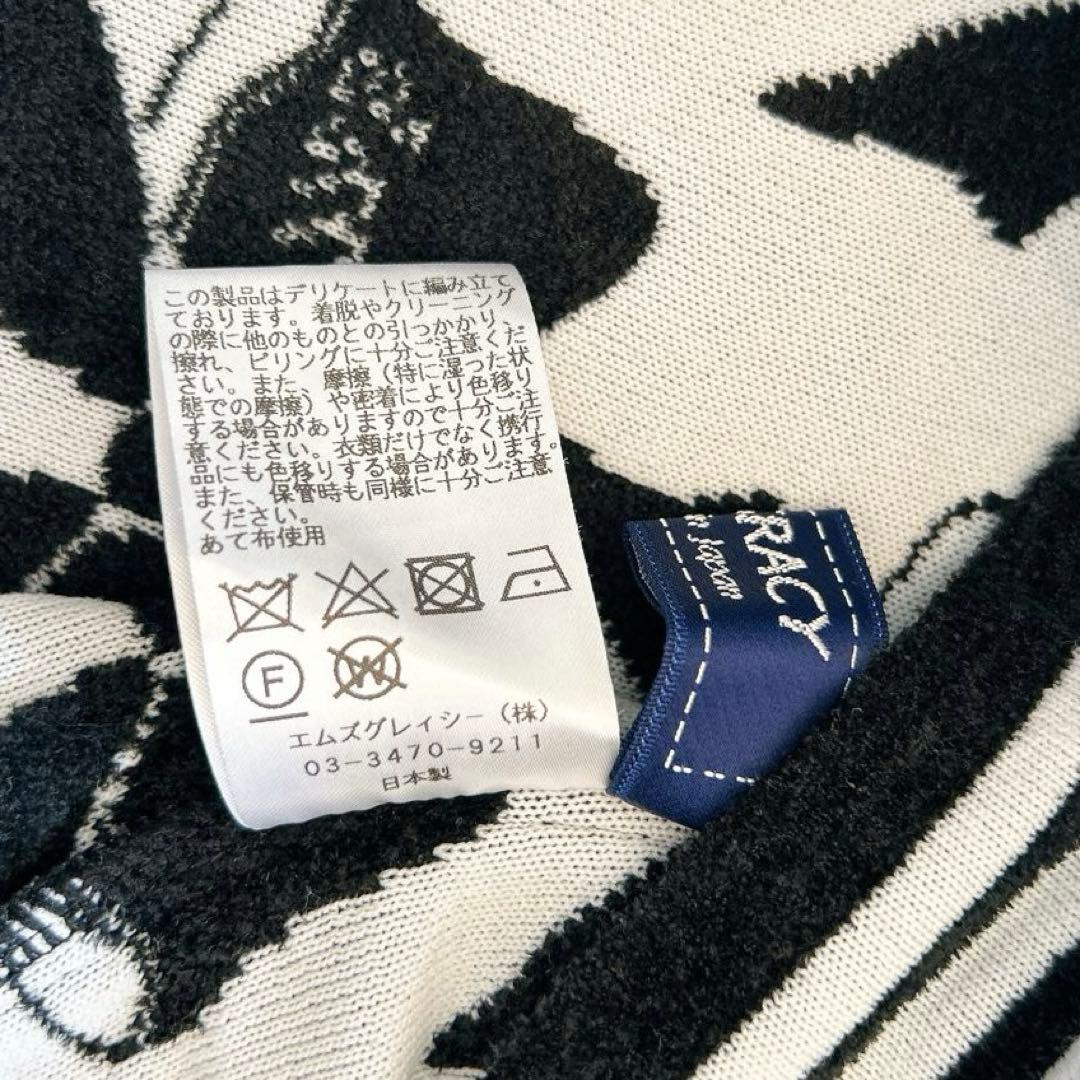 この製品はデリケートに編み立て
ております。着脱やクリーニング
の際に他のものとの引っかかり、
擦れ、ピリングに十分ご注意くだ
さい。また、摩擦（特に湿った状
態での摩擦）や密着により色移り
する場合がありますので十分ご注
意ください。衣類だけでなく携行
品にも色移りする場合があります。
また、保管時も同様に十分ご注意
ください。
あて布使用
F
W
エムズグレイシー（株）
03-3470-9211
日本製
RACY
in Japan